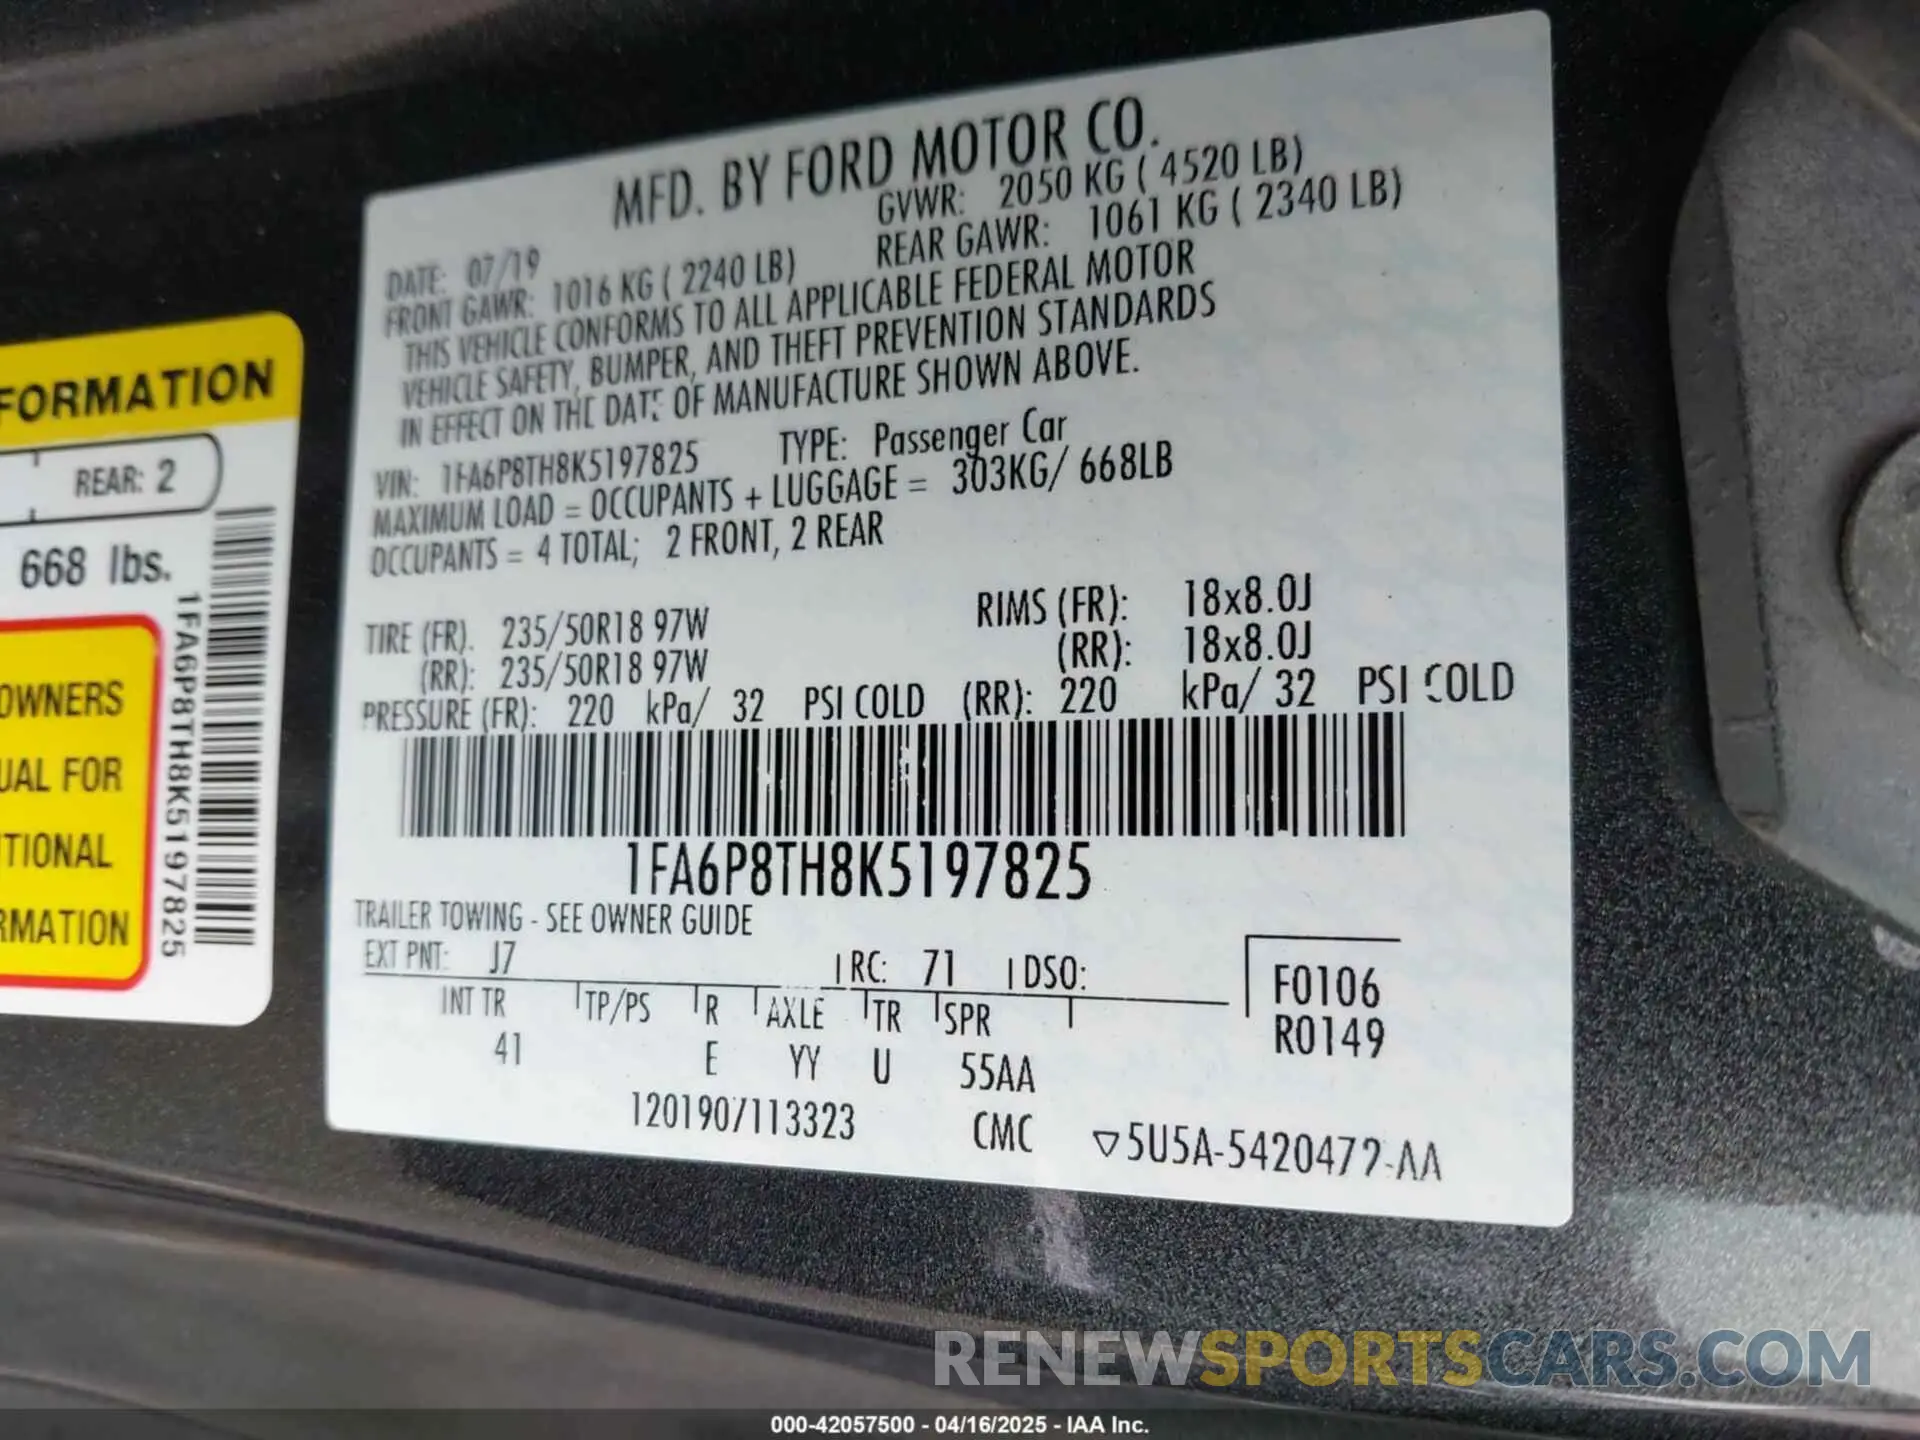 FORMATION
REAR: 2
668 lbs.
OWNERS
UAL FOR
TIONAL
RMATION
1FA6P8TH8K5197825
MFD. BY FORD MOTOR CO.
DATE: 07/19 GVWR: 2050 KG ( 4520 LB)
FRONT GAWR: 1016 KG ( 2240 LB) REAR GAWR: 1061 KG ( 2340 LB)
THIS VEHICLE CONFORMS TO ALL APPLICABLE FEDERAL MOTOR
VEHICLE SAFETY, BUMPER, AND THEFT PREVENTION STANDARDS
IN EFFECT ON THE DATE OF MANUFACTURE SHOWN ABOVE.
VIN: 1FA6P8TH8K5197825 TYPE: Passenger Car
MAXIMUM LOAD = OCCUPANTS + LUGGAGE = 303KG/ 668LB
OCCUPANTS = 4 TOTAL; 2 FRONT, 2 REAR
TIRE (FR). 235/50R18 97W RIMS (FR): 18x8.0J
(RR): 235/50R18 97W (RR): 18x8.0J
PRESSURE (FR): 220 kPa/ 32 PSI COLD (RR): 220 kPa/ 32 PSI COLD
1FA6P8TH8K5197825
TRAILER TOWING - SEE OWNER GUIDE
EXT PNT: J7 RC: 71 DSO: F0106
INT TR TP/PS R AXLE TR SPR R0149
41 E YY U 55AA
1201907113323 CMC ▽5U5A-5420472-AA
RENEWSPORTSCARS.COM
000-42057500 - 04/16/2025 - IAA Inc.